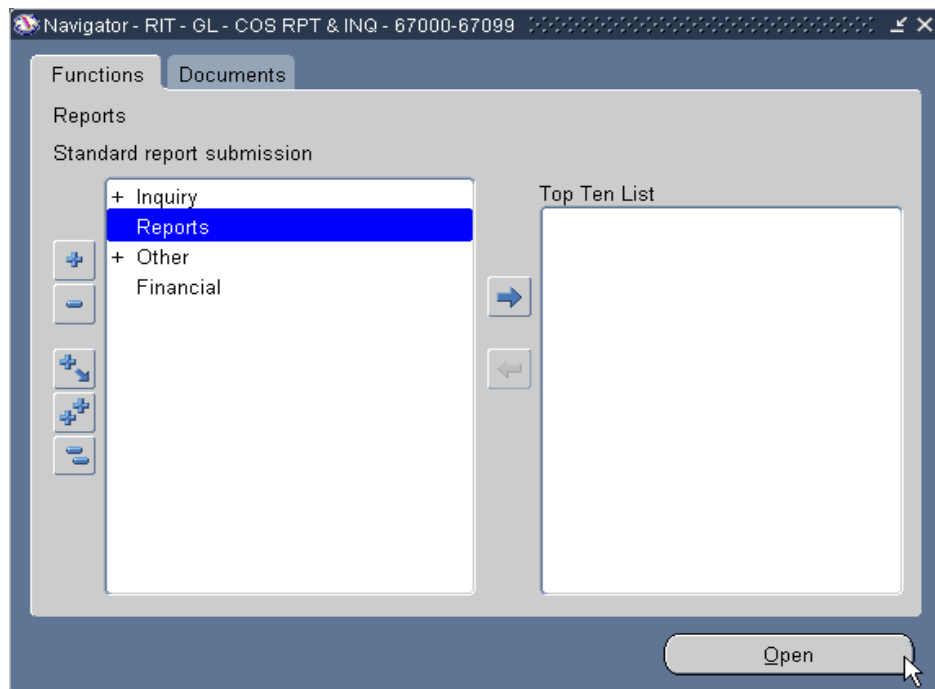 Navigator - RIT - GL - COS RPT & INQ - 67000-67099
Functions Documents
Reports
Standard report submission
+ Inquiry
Reports
+ Other
Financial
Top Ten List
Open